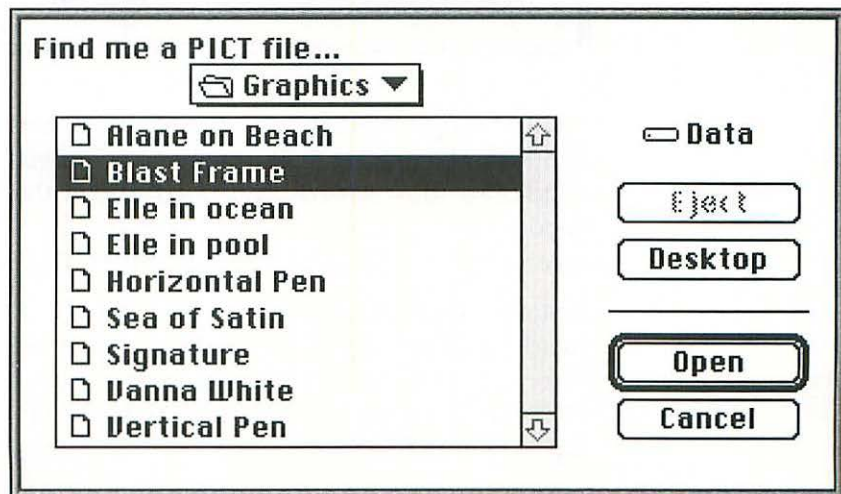 Find me a PICT file...
Graphics
Alane on Beach
Blast Frame
Elle in ocean
Elle in pool
Horizontal Pen
Sea of Satin
Signature
Vanna White
Vertical Pen
Data
Eject
Desktop
Open
Cancel